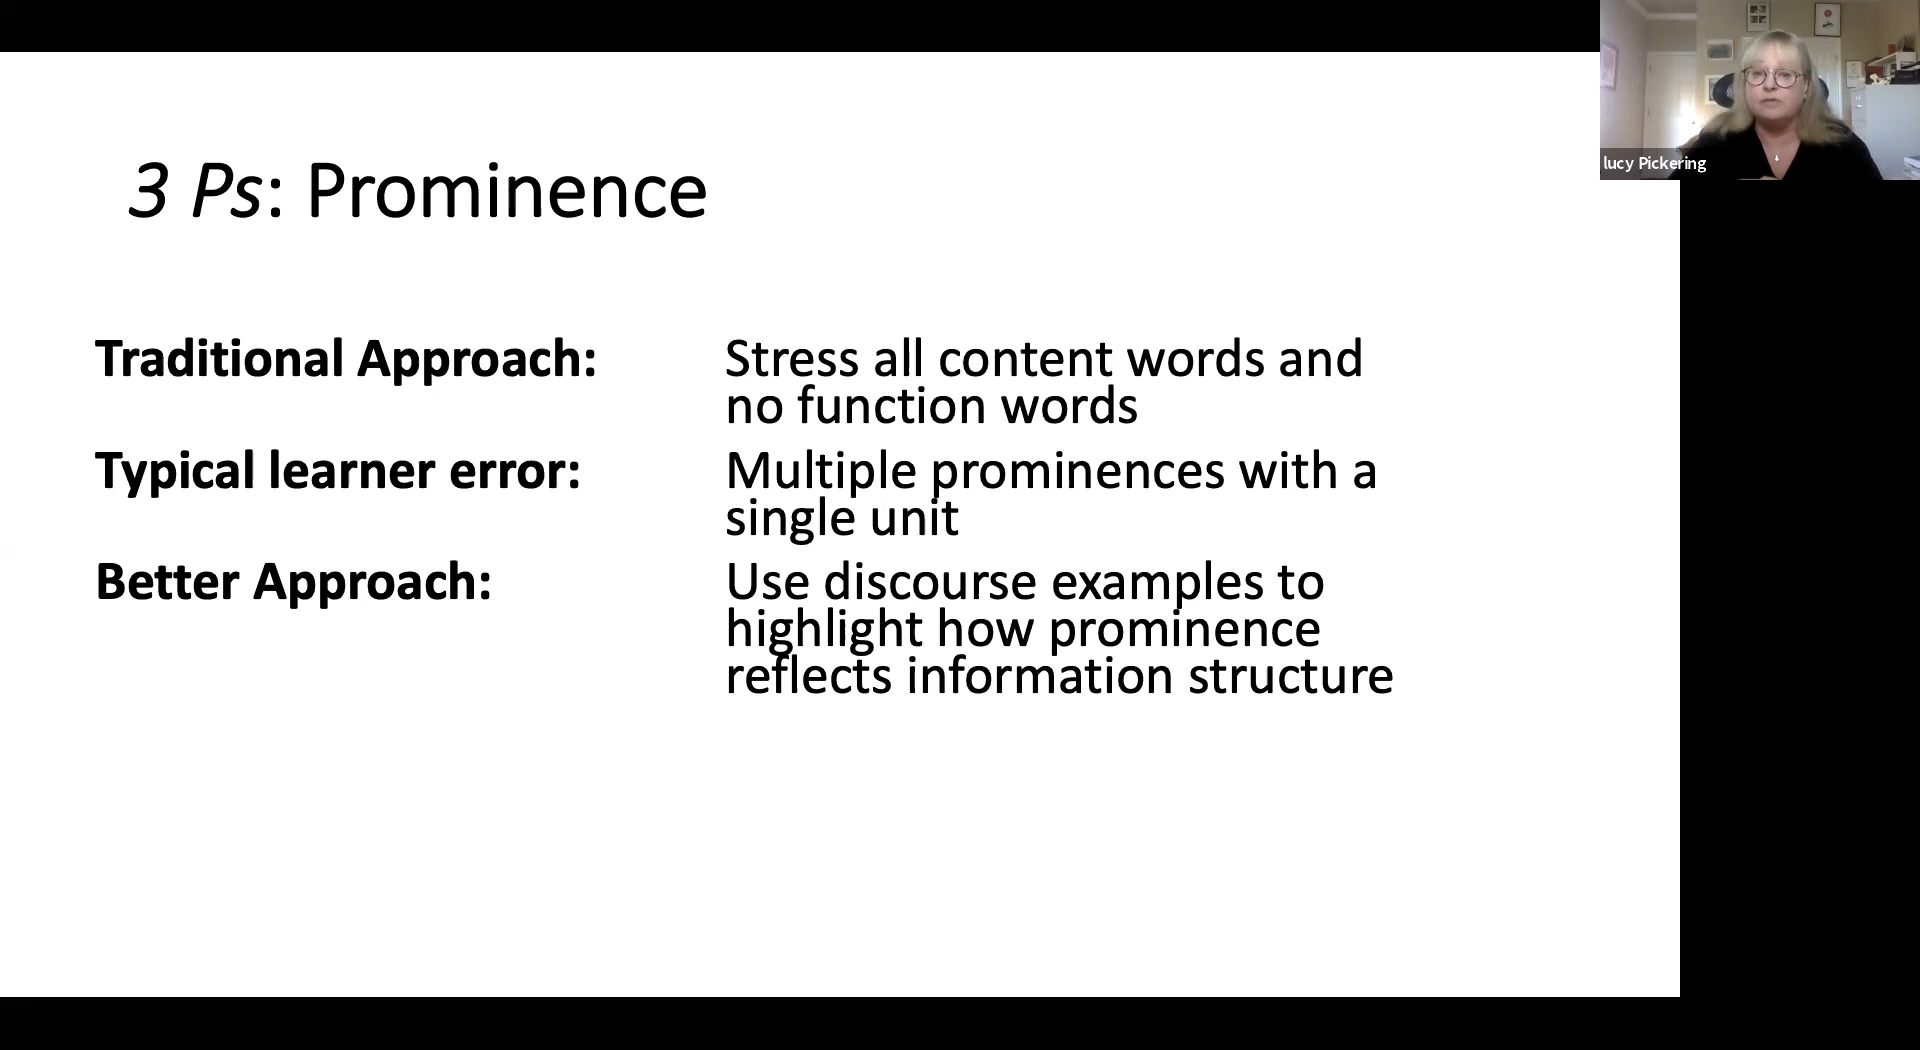 3 Ps: Prominence
Traditional Approach: Stress all content words and
no function words
Typical learner error: Multiple prominences with a
single unit
Better Approach: Use discourse examples to
highlight how prominence
reflects information structure
lucy Pickering